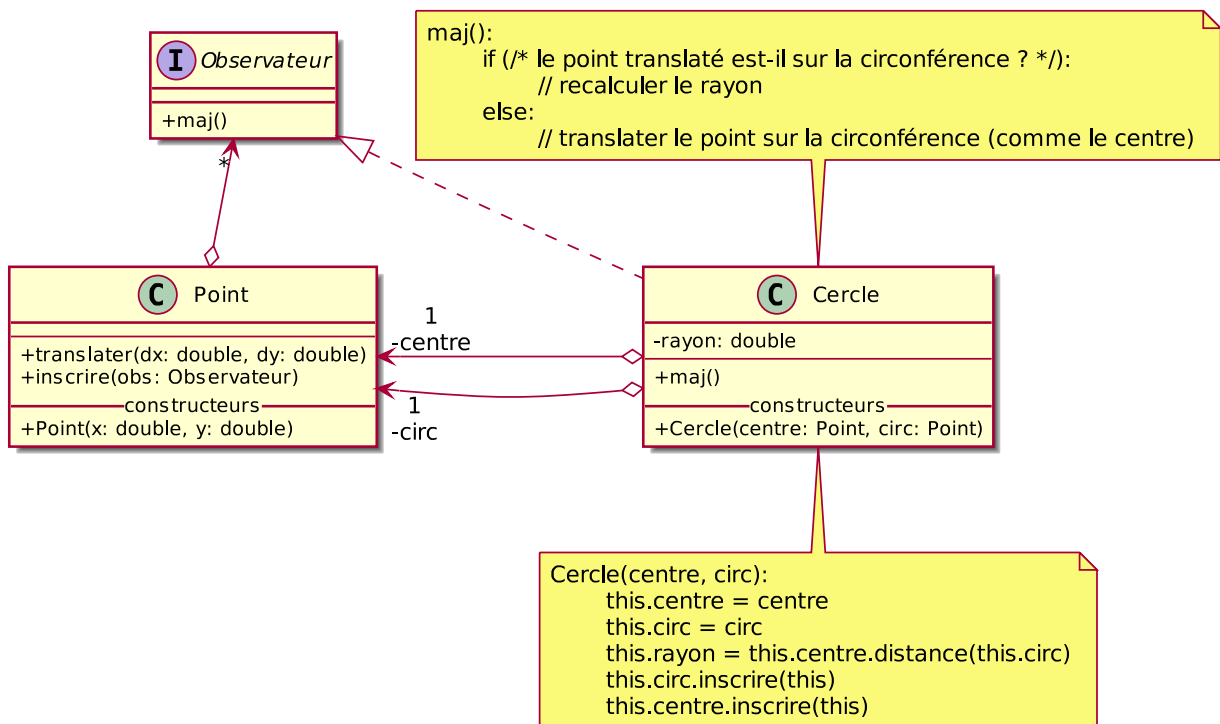 maj():
if (/* le point translaté est-il sur la circonférence ? */):
// recalculer le rayon
else:
// translater le point sur la circonférence (comme le centre)
I Observateur
+maj()
*
C Point
+translater(dx: double, dy: double)
+inscrire(obs: Observateur)
constructeurs
+Point(x: double, y: double)
1
-centre
1
-circ
C Cercle
-rayon: double
+maj()
constructeurs
+Cercle(centre: Point, circ: Point)
Cercle(centre, circ):
this.centre = centre
this.circ = circ
this.rayon = this.centre.distance(this.circ)
this.circ.inscrire(this)
this.centre.inscrire(this)